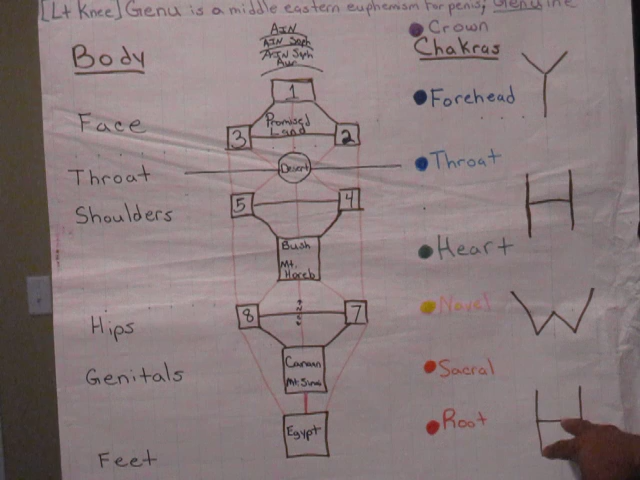 [Lt Knee] Genu is a middle eastern euphemism for penis; Genuine
Body
AIN
AIN Soph
AIN Soph
Aur
Crown
Chakras
1
Face
Promised
Land
3
2
Forehead
Y
Throat
Desert
Throat
Shoulders
5
4
H
Bush
Mt.
Horeb
Heart
Hips
8
7
Navel
W
Genitals
Canaan
Mt. Sinai
Sacral
Egypt
Root
H
Feet